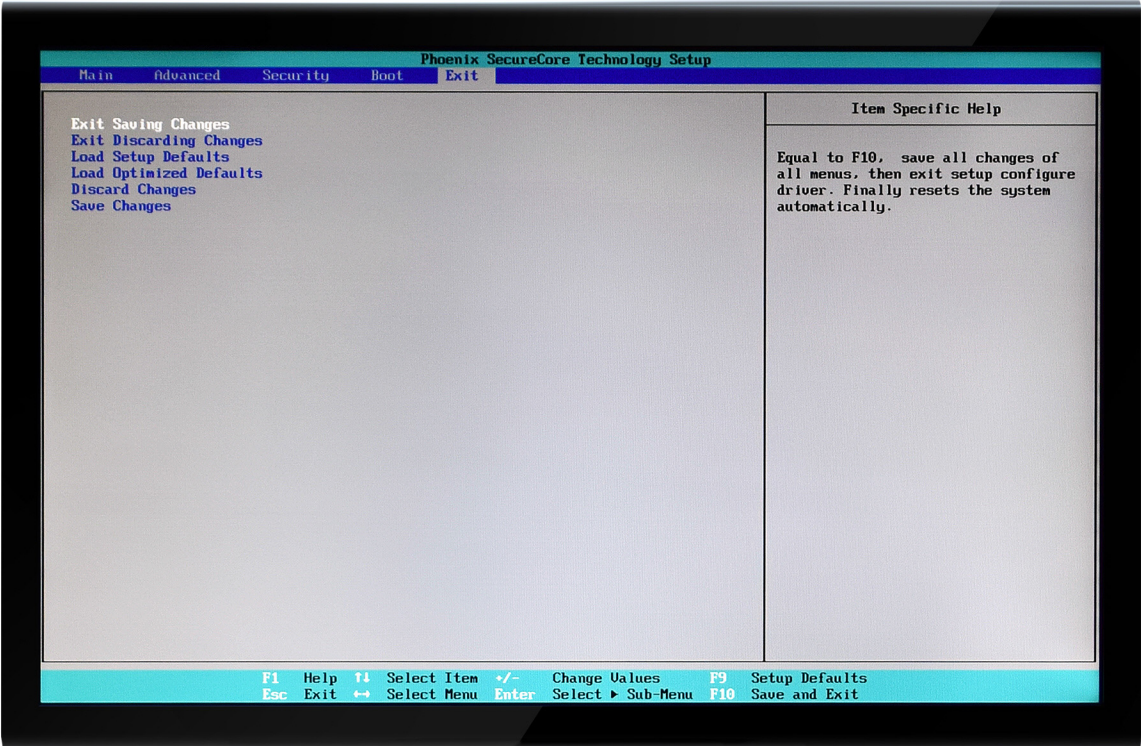 Phoenix SecureCore Technology Setup
Main Advanced Security Boot Exit
Exit Saving Changes
Exit Discarding Changes
Load Setup Defaults
Load Optimized Defaults
Discard Changes
Save Changes
Item Specific Help
Equal to F10, save all changes of
all menus, then exit setup configure
driver. Finally resets the system
automatically.
F1 Help ↑↓ Select Item +/- Change Values F9 Setup Defaults
Esc Exit ↔ Select Menu Enter Select ▶ Sub-Menu F10 Save and Exit